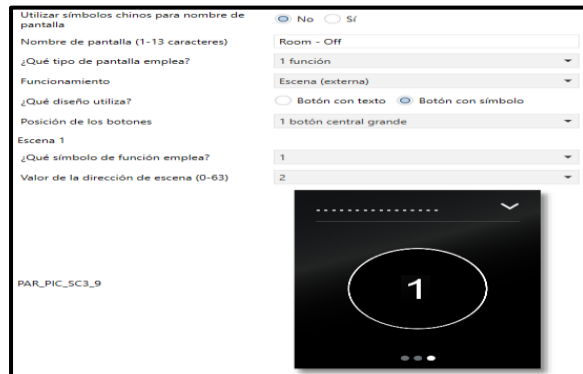 Utilizar símbolos chinos para nombre de
pantalla
No Sí
Nombre de pantalla (1-13 caracteres) Room - Off
¿Qué tipo de pantalla emplea? 1 función
Funcionamiento Escena (externa)
¿Qué diseño utiliza? Botón con texto Botón con símbolo
Posición de los botones 1 botón central grande
Escena 1
¿Qué símbolo de función emplea? 1
Valor de la dirección de escena (0-63) 2
PAR_PIC_SC3_9
1